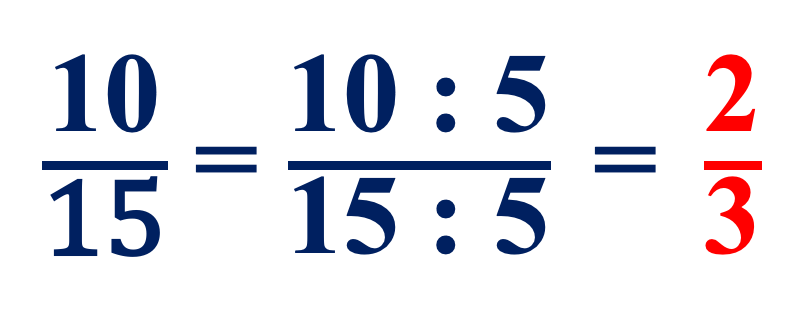 10/15 = 10 : 5/15 : 5 = 2/3